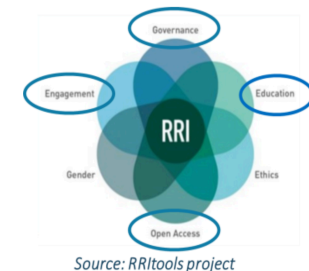 Governance
Engagement
Education
RRI
Gender
Ethics
Open Access
Source: RRItools project